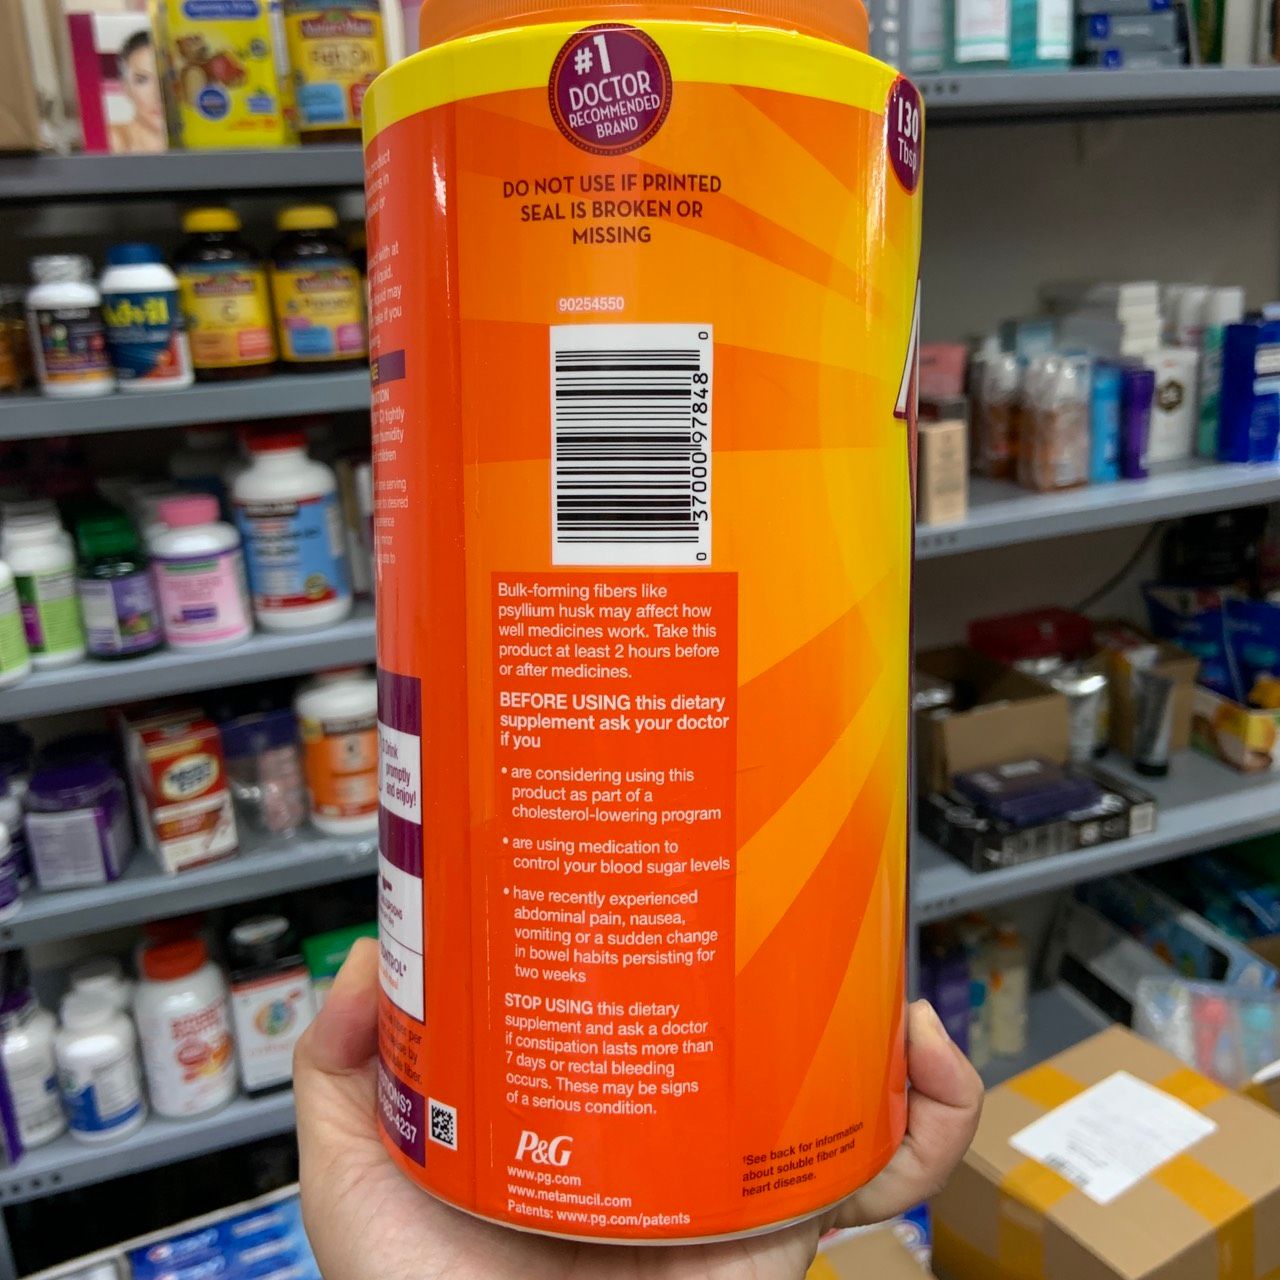 #1
DOCTOR
RECOMMENDED
BRAND
130
Tbsp
DO NOT USE IF PRINTED
SEAL IS BROKEN OR
MISSING
90254550
0 37000 97848 0
Bulk-forming fibers like
psyllium husk may affect how
well medicines work. Take this
product at least 2 hours before
or after medicines.
BEFORE USING this dietary
supplement ask your doctor
if you
• are considering using this
product as part of a
cholesterol-lowering program
• are using medication to
control your blood sugar levels
• have recently experienced
abdominal pain, nausea,
vomiting or a sudden change
in bowel habits persisting for
two weeks
STOP USING this dietary
supplement and ask a doctor
if constipation lasts more than
7 days or rectal bleeding
occurs. These may be signs
of a serious condition.
P&G
www.pg.com
www.metamucil.com
Patents: www.pg.com/patents
†See back for information
about soluble fiber and
heart disease.
promptly
and enjoy!
Advil